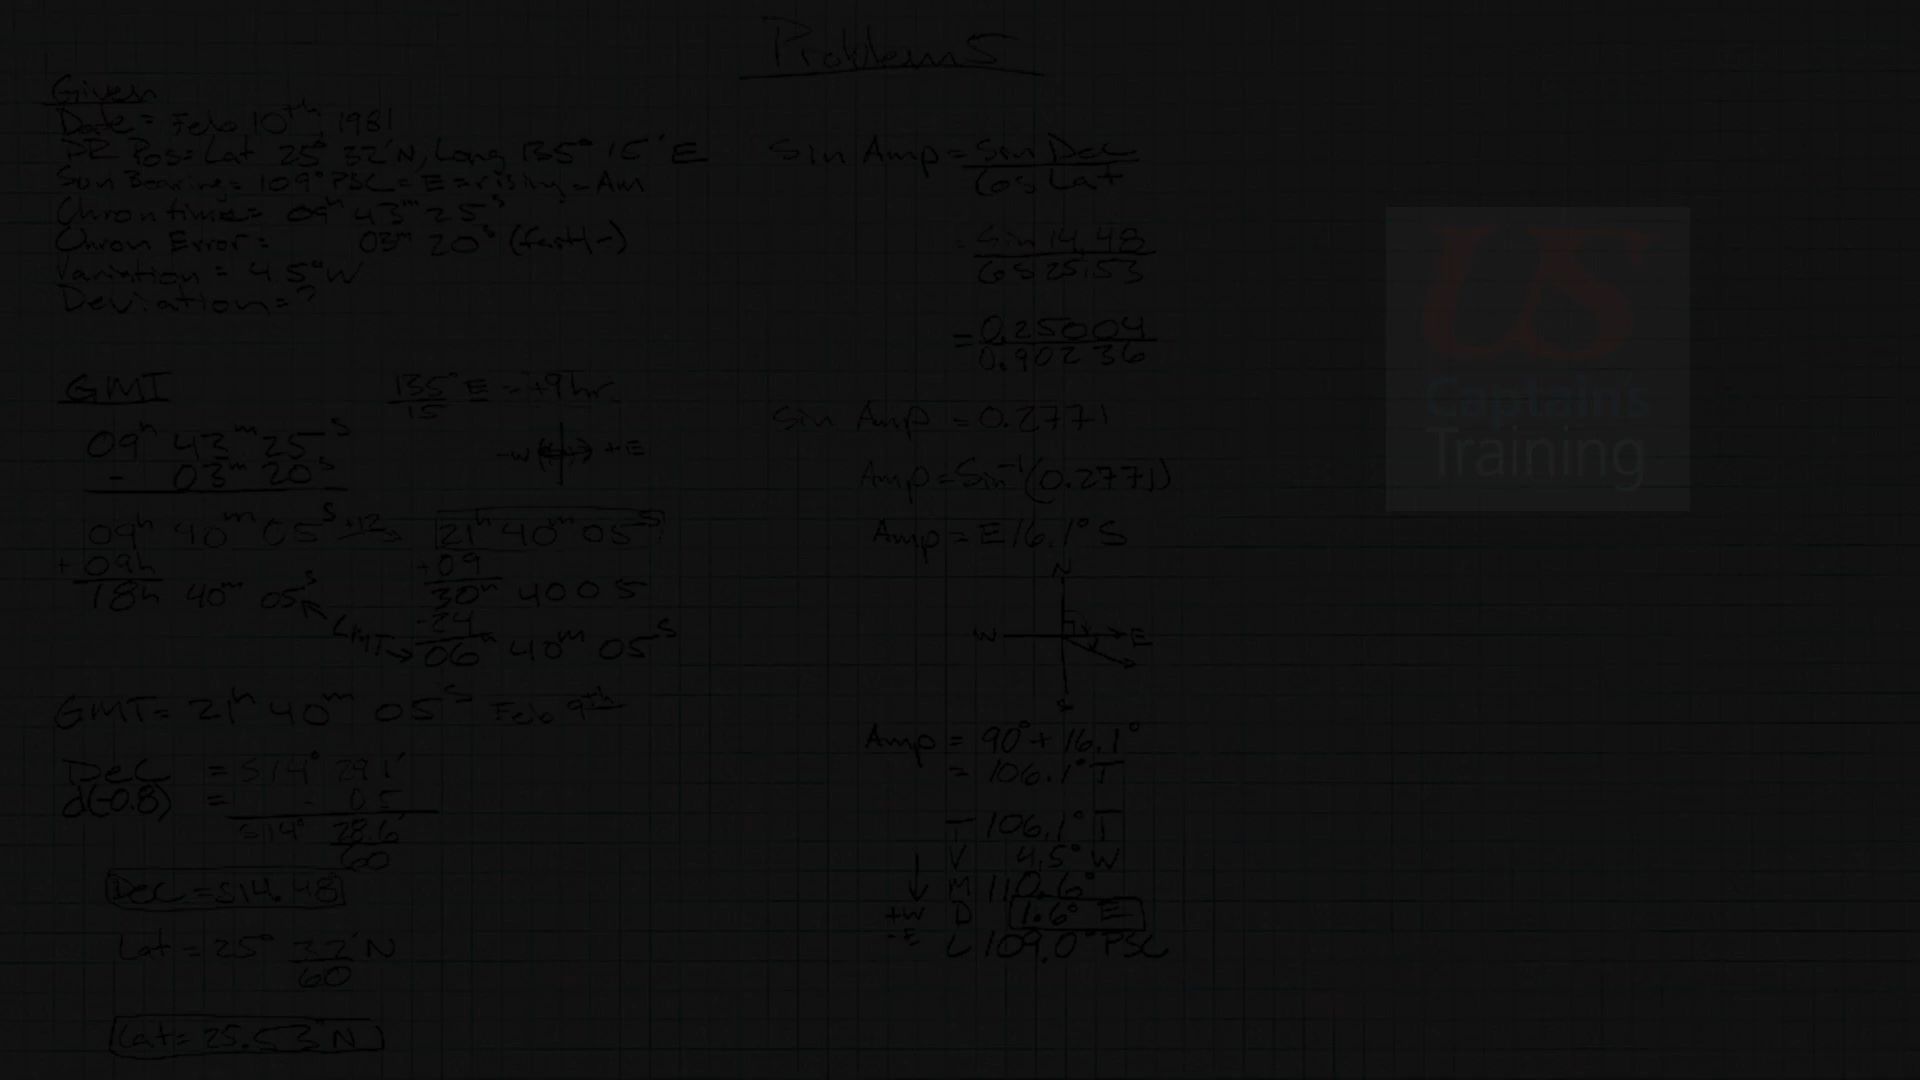 Problem 5
Given
Date = Feb 10th, 1981
DR Pos = Lat 25° 32' N, Long 135° 15' E
Sun Bearing = 109° PSC = E = rising = Am
Chron time = 09h 43m 25s
Chron Error = 03m 20s (fast/-)
Variation = 4.5° W
Deviation = ?
GMT
135° E = +9hr
15
09h 43m 25s
- 03m 20s
-W +E
09h 40m 05s +12 → 21h 40m 05s
+ 09h
18h 40m 05s
+09
30h 40 05
-24
LMT → 06h 40m 05s
GMT = 21h 40m 05s Feb 9th
Dec = S14° 29.1'
d(-0.8) = - 0.5
S14° 28.6
60
Dec = S14.48
Lat = 25° 32' N
60
Lat = 25.53° N
Sin Amp = Sin Dec
Cos Lat
= Sin 14.48
Cos 25.53
= 0.25004
0.90236
Sin Amp = 0.2771
Amp = Sin-1(0.2771)
Amp = E16.1° S
N
W E
S
Amp = 90° + 16.1°
= 106.1° T
T 106.1° T
V 4.5° W
M 110.6°
+W D 1.6° E
-E C 109.0° PSC
US
Captain's
Training